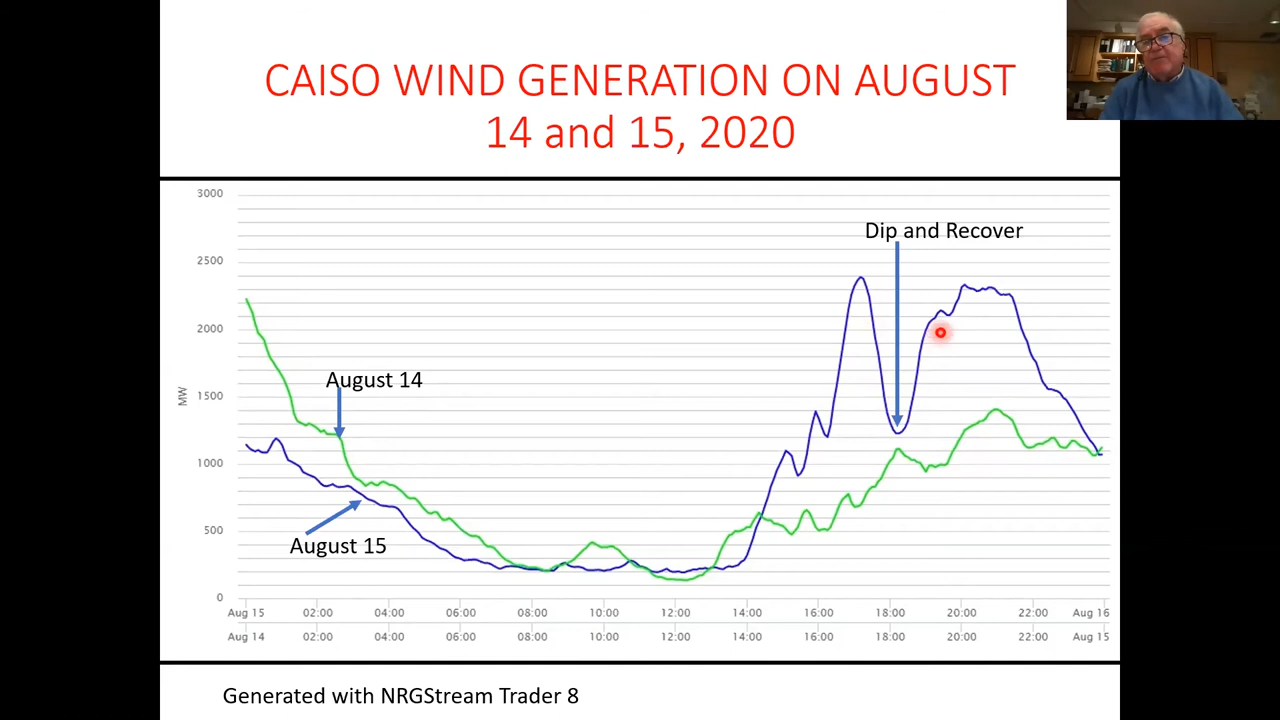 CAISO WIND GENERATION ON AUGUST
14 and 15, 2020
3000
2500
2000
1500
1000
500
0
MW
Dip and Recover
August 14
August 15
Aug 15 02:00 04:00 06:00 08:00 10:00 12:00 14:00 16:00 18:00 20:00 22:00 Aug 16
Aug 14 02:00 04:00 06:00 08:00 10:00 12:00 14:00 16:00 18:00 20:00 22:00 Aug 15
Generated with NRGStream Trader 8